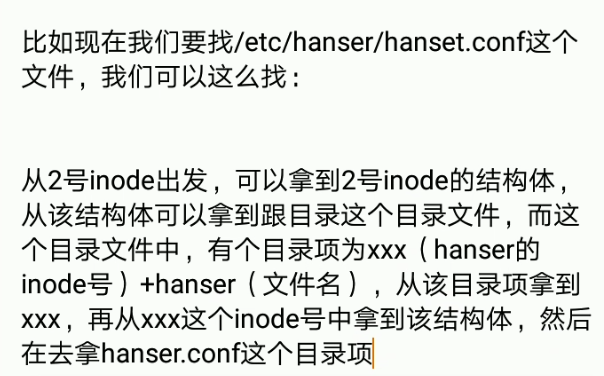 比如现在我们要找/etc/hanser/hanset.conf这个
文件，我们可以这么找：
从2号inode出发，可以拿到2号inode的结构体，
从该结构体可以拿到跟目录这个目录文件，而这
个目录文件中，有个目录项为xxx（hanser的
inode号）+hanser（文件名），从该目录项拿到
xxx，再从xxx这个inode号中拿到该结构体，然后
在去拿hanser.conf这个目录项